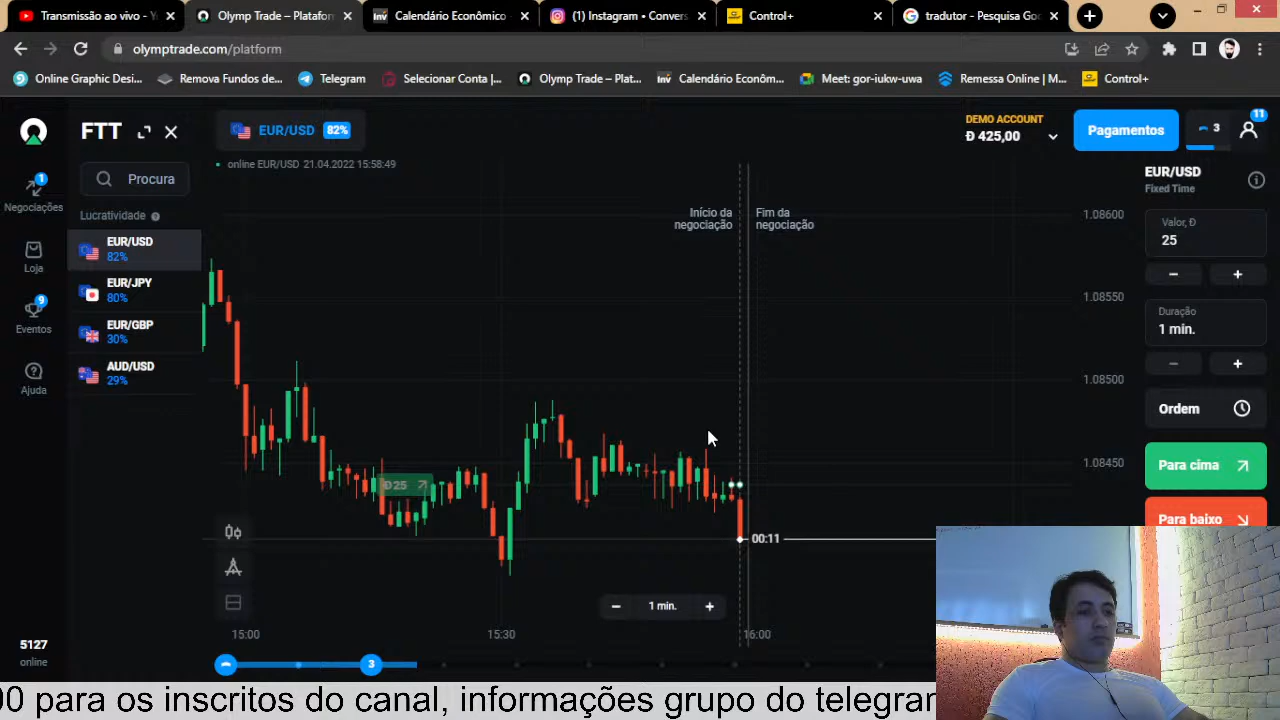 Transmissão ao vivo - Y
Olymp Trade – Platafor
Calendário Econômico
Instagram • Convers
Control+
tradutor - Pesquisa Goo
olymptrade.com/platform
Online Graphic Desi...
Remova Fundos de...
Telegram
Selecionar Conta |...
Olymp Trade – Plat...
Calendário Econôm...
Meet: gor-iukw-uwa
Remessa Online | M...
Control+
FTT
EUR/USD
82%
DEMO ACCOUNT
Đ 425,00
Pagamentos
3
11
online EUR/USD 21.04.2022 15:58:49
Procura
1
Negociações
Lucratividade
EUR/USD
82%
Loja
EUR/JPY
80%
9
Eventos
EUR/GBP
30%
Ajuda
AUD/USD
29%
Início da
negociação
Fim da
negociação
1.08600
1.08550
1.08500
1.08450
Đ25
00:11
1 min.
15:00
15:30
16:00
3
5127
online
EUR/USD
Fixed Time
Valor, Đ
25
Duração
1 min.
Ordem
Para cima
Para baixo
00 para os inscritos do canal, informações grupo do telegram